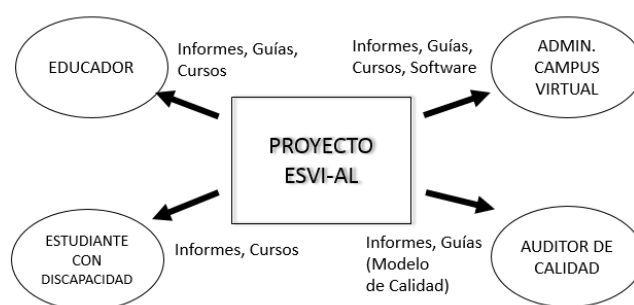 EDUCADOR
Informes, Guías,
Cursos
Informes, Guías,
Cursos, Software
ADMIN.
CAMPUS
VIRTUAL
PROYECTO
ESVI-AL
ESTUDIANTE
CON
DISCAPACIDAD
Informes, Cursos
Informes, Guías
(Modelo
de Calidad)
AUDITOR DE
CALIDAD